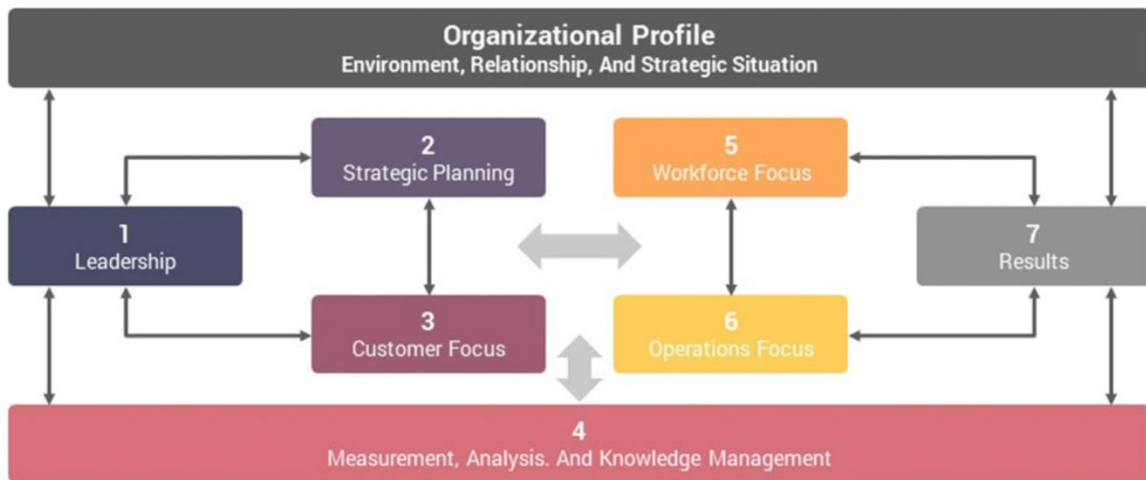 Organizational Profile
Environment, Relationship, And Strategic Situation
2
Strategic Planning
5
Workforce Focus
1
Leadership
7
Results
3
Customer Focus
6
Operations Focus
4
Measurement, Analysis. And Knowledge Management